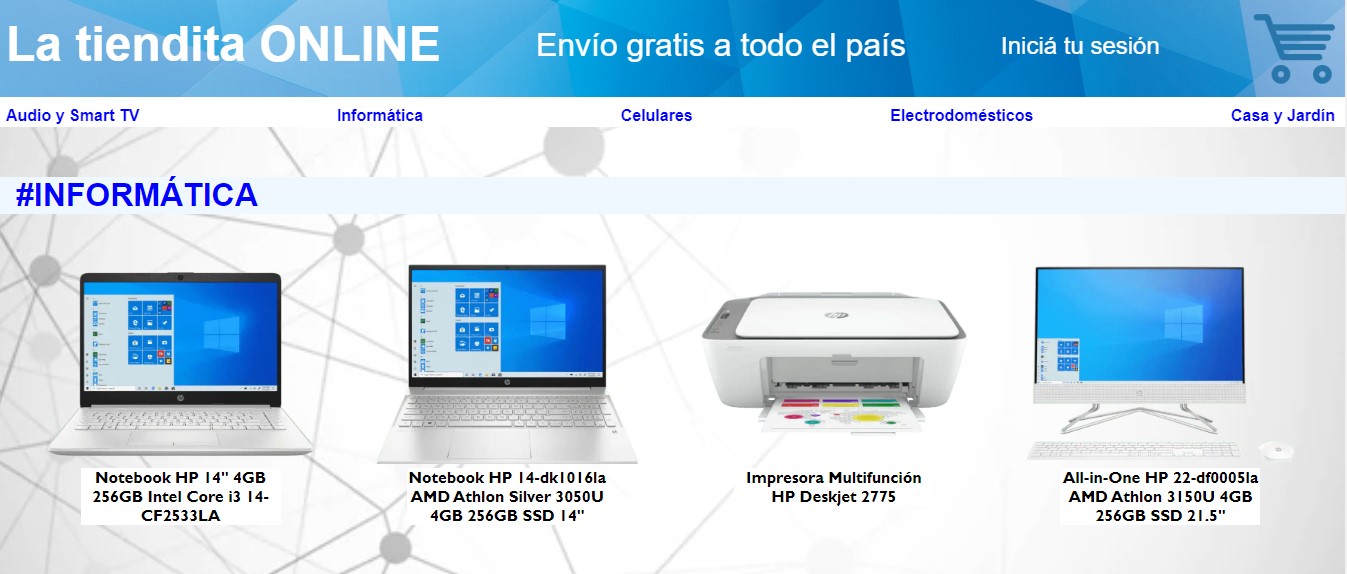 La tiendita ONLINE
Envío gratis a todo el país
Iniciá tu sesión
Audio y Smart TV
Informática
Celulares
Electrodomésticos
Casa y Jardín
#INFORMÁTICA
Notebook HP 14" 4GB
256GB Intel Core i3 14-
CF2533LA
Notebook HP 14-dk1016la
AMD Athlon Silver 3050U
4GB 256GB SSD 14"
hp
Impresora Multifunción
HP Deskjet 2775
All-in-One HP 22-df0005la
AMD Athlon 3150U 4GB
256GB SSD 21.5"